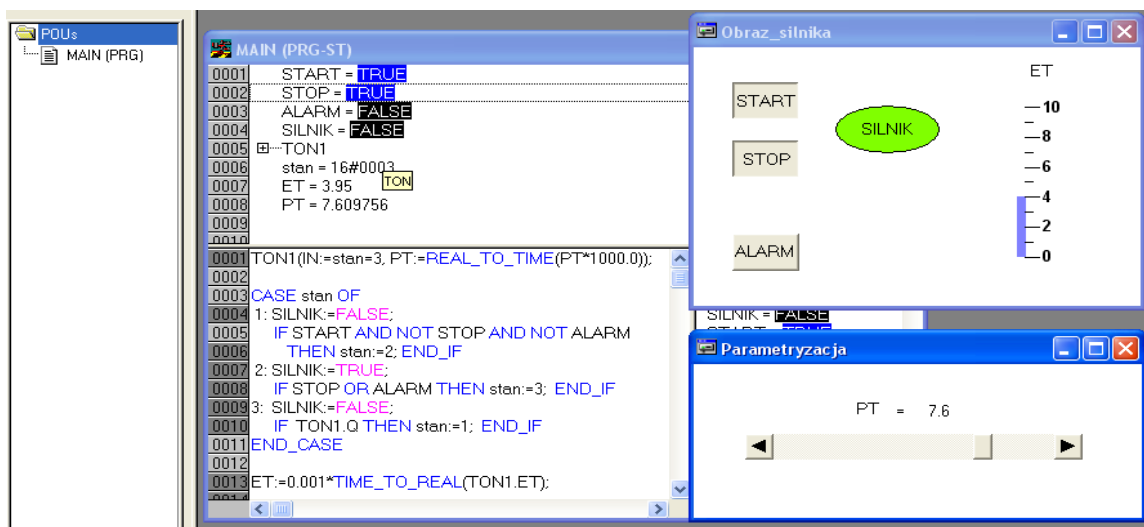 POUs
MAIN (PRG)
MAIN (PRG-ST)
0001 START = TRUE
0002 STOP = TRUE
0003 ALARM = FALSE
0004 SILNIK = FALSE
0005 TON1
0006 stan = 16#0003
TON
0007 ET = 3.95
0008 PT = 7.609756
0009
0010
0001 TON1(IN:=stan=3, PT:=REAL_TO_TIME(PT*1000.0));
0002
0003 CASE stan OF
0004 1: SILNIK:=FALSE;
0005 IF START AND NOT STOP AND NOT ALARM
0006 THEN stan:=2; END_IF
0007 2: SILNIK:=TRUE;
0008 IF STOP OR ALARM THEN stan:=3; END_IF
0009 3: SILNIK:=FALSE;
0010 IF TON1.Q THEN stan:=1; END_IF
0011 END_CASE
0012
0013 ET:=0.001*TIME_TO_REAL(TON1.ET);
0014
Obraz_silnika
START
STOP
ALARM
SILNIK
ET
10
8
6
4
2
0
SILNIK = FALSE
START = TRUE
Parametryzacja
PT = 7.6